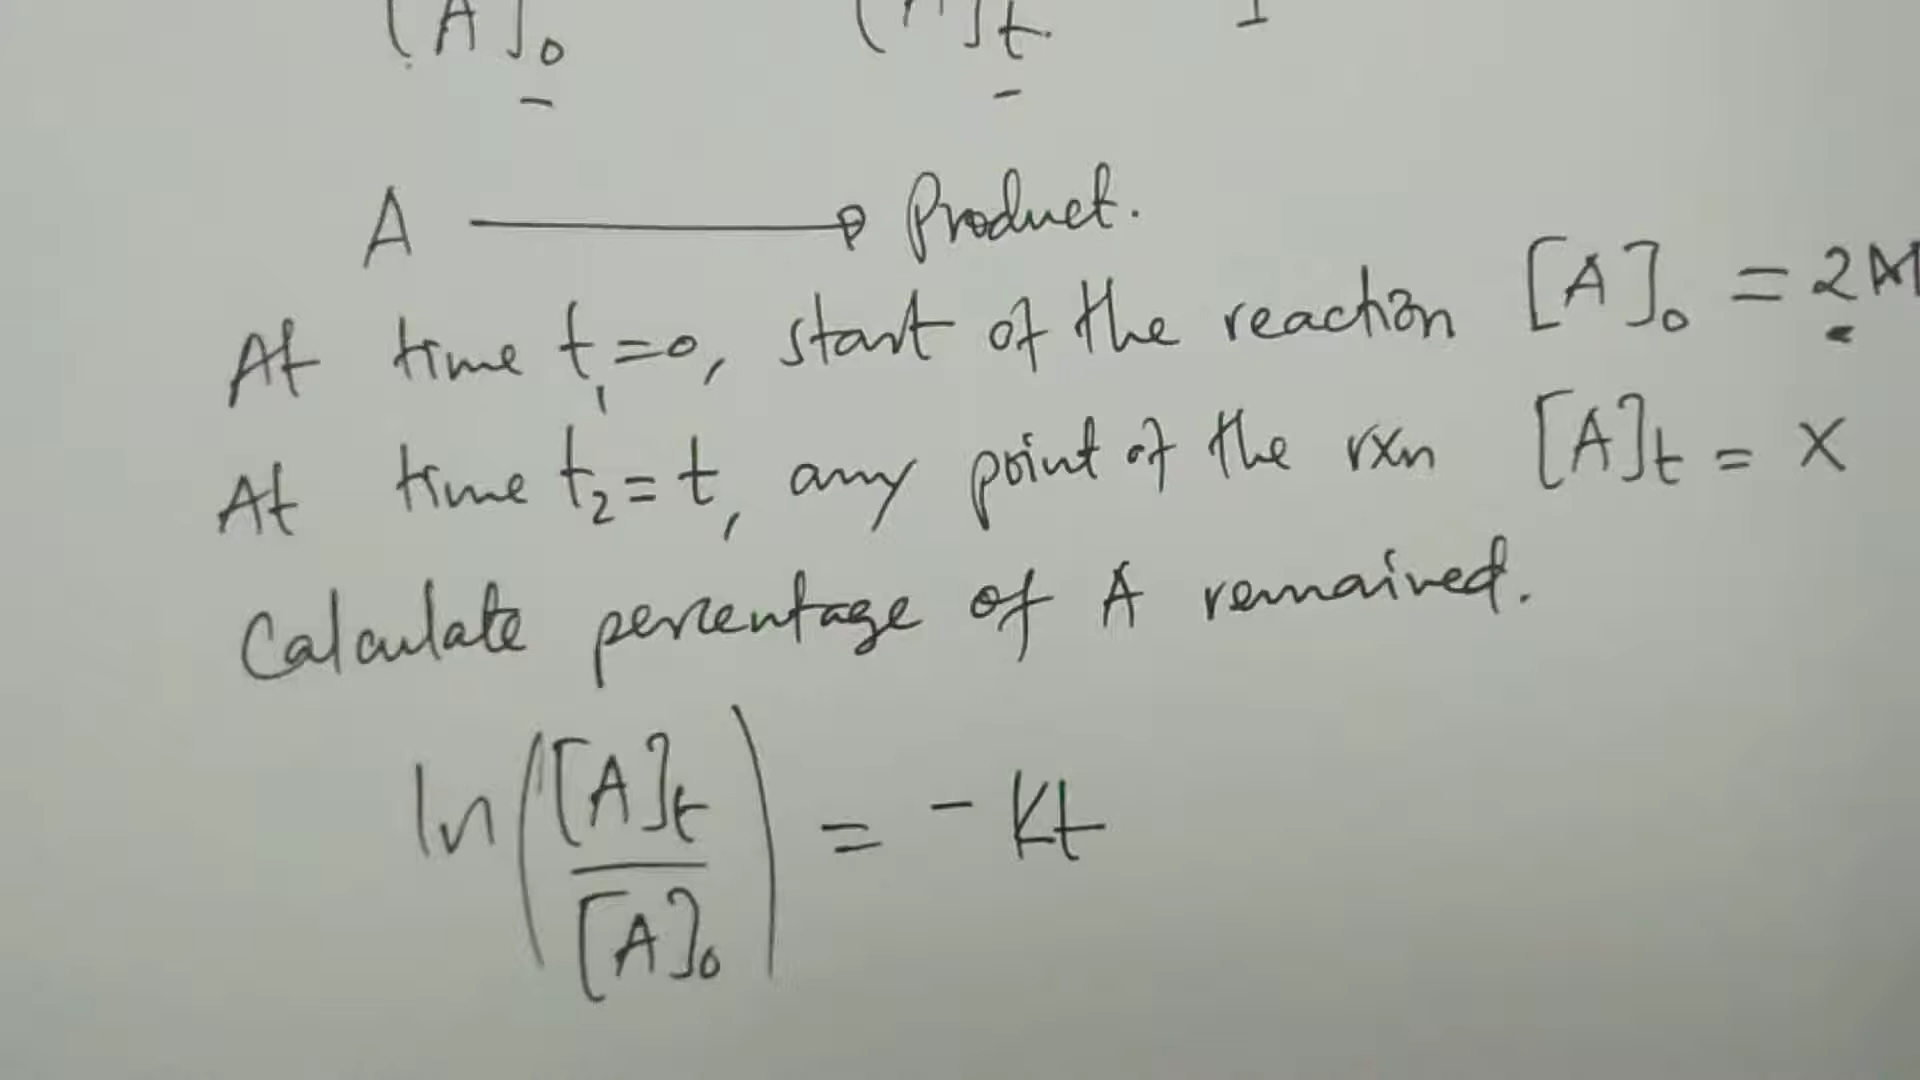 [A]₀ [A]t
A → Product.
At time t₁=0, start of the reaction [A]₀ = 2M
At time t₂=t, any point of the rxn [A]t = X
Calculate percentage of A remained.
ln([A]t/[A]₀) = - Kt